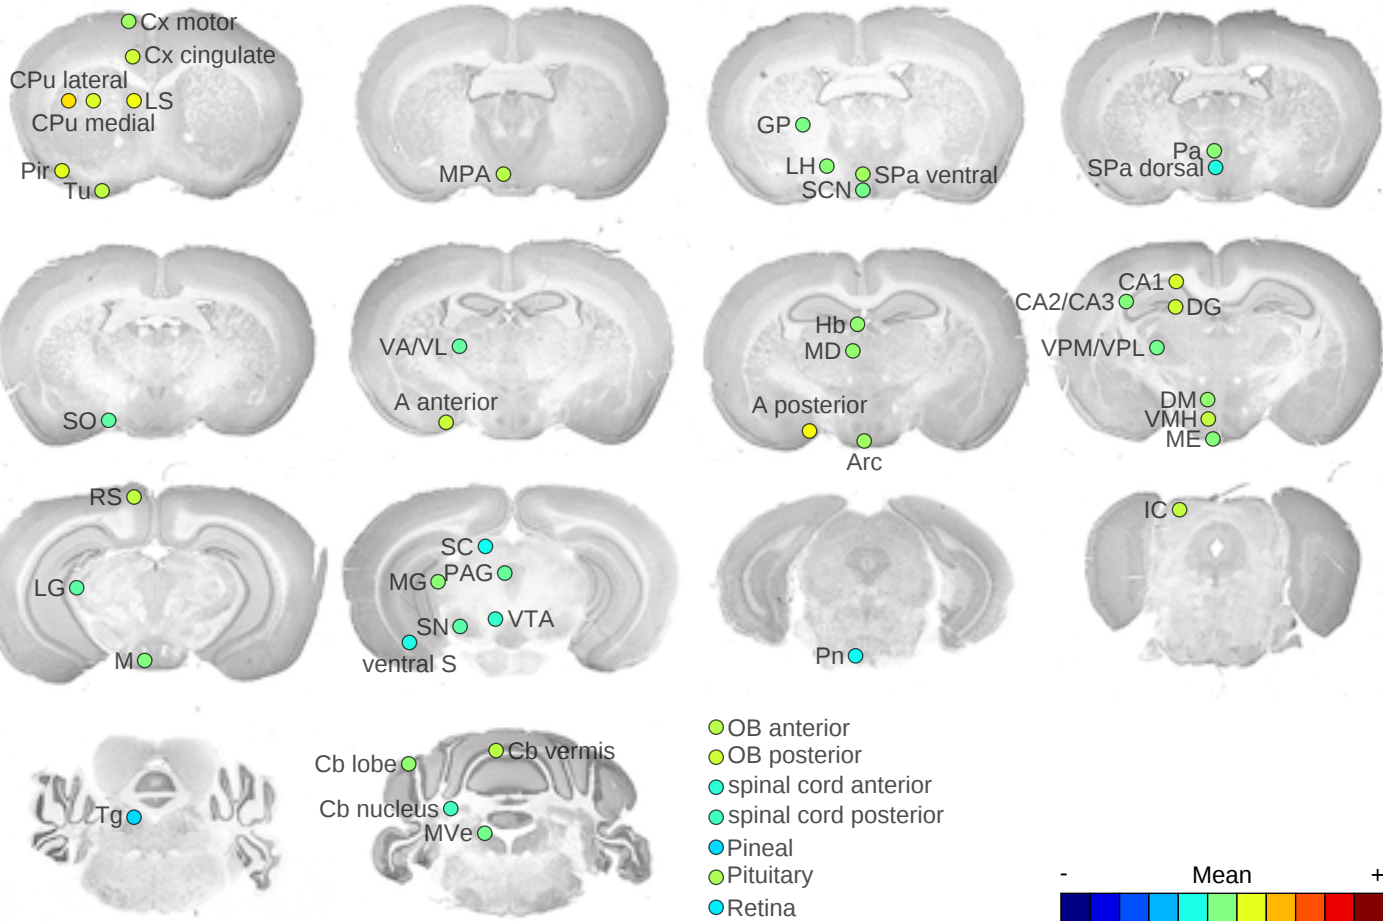 Cx motor
Cx cingulate
CPu lateral
LS
CPu medial
Pir
Tu
MPA
GP
LH
SPa ventral
SCN
Pa
SPa dorsal
SO
VA/VL
A anterior
Hb
MD
A posterior
Arc
CA1
CA2/CA3
DG
VPM/VPL
DM
VMH
ME
RS
LG
M
SC
MG
PAG
SN
VTA
ventral S
Pn
IC
Tg
Cb lobe
Cb vermis
Cb nucleus
MVe
OB anterior
OB posterior
spinal cord anterior
spinal cord posterior
Pineal
Pituitary
Retina
- Mean +